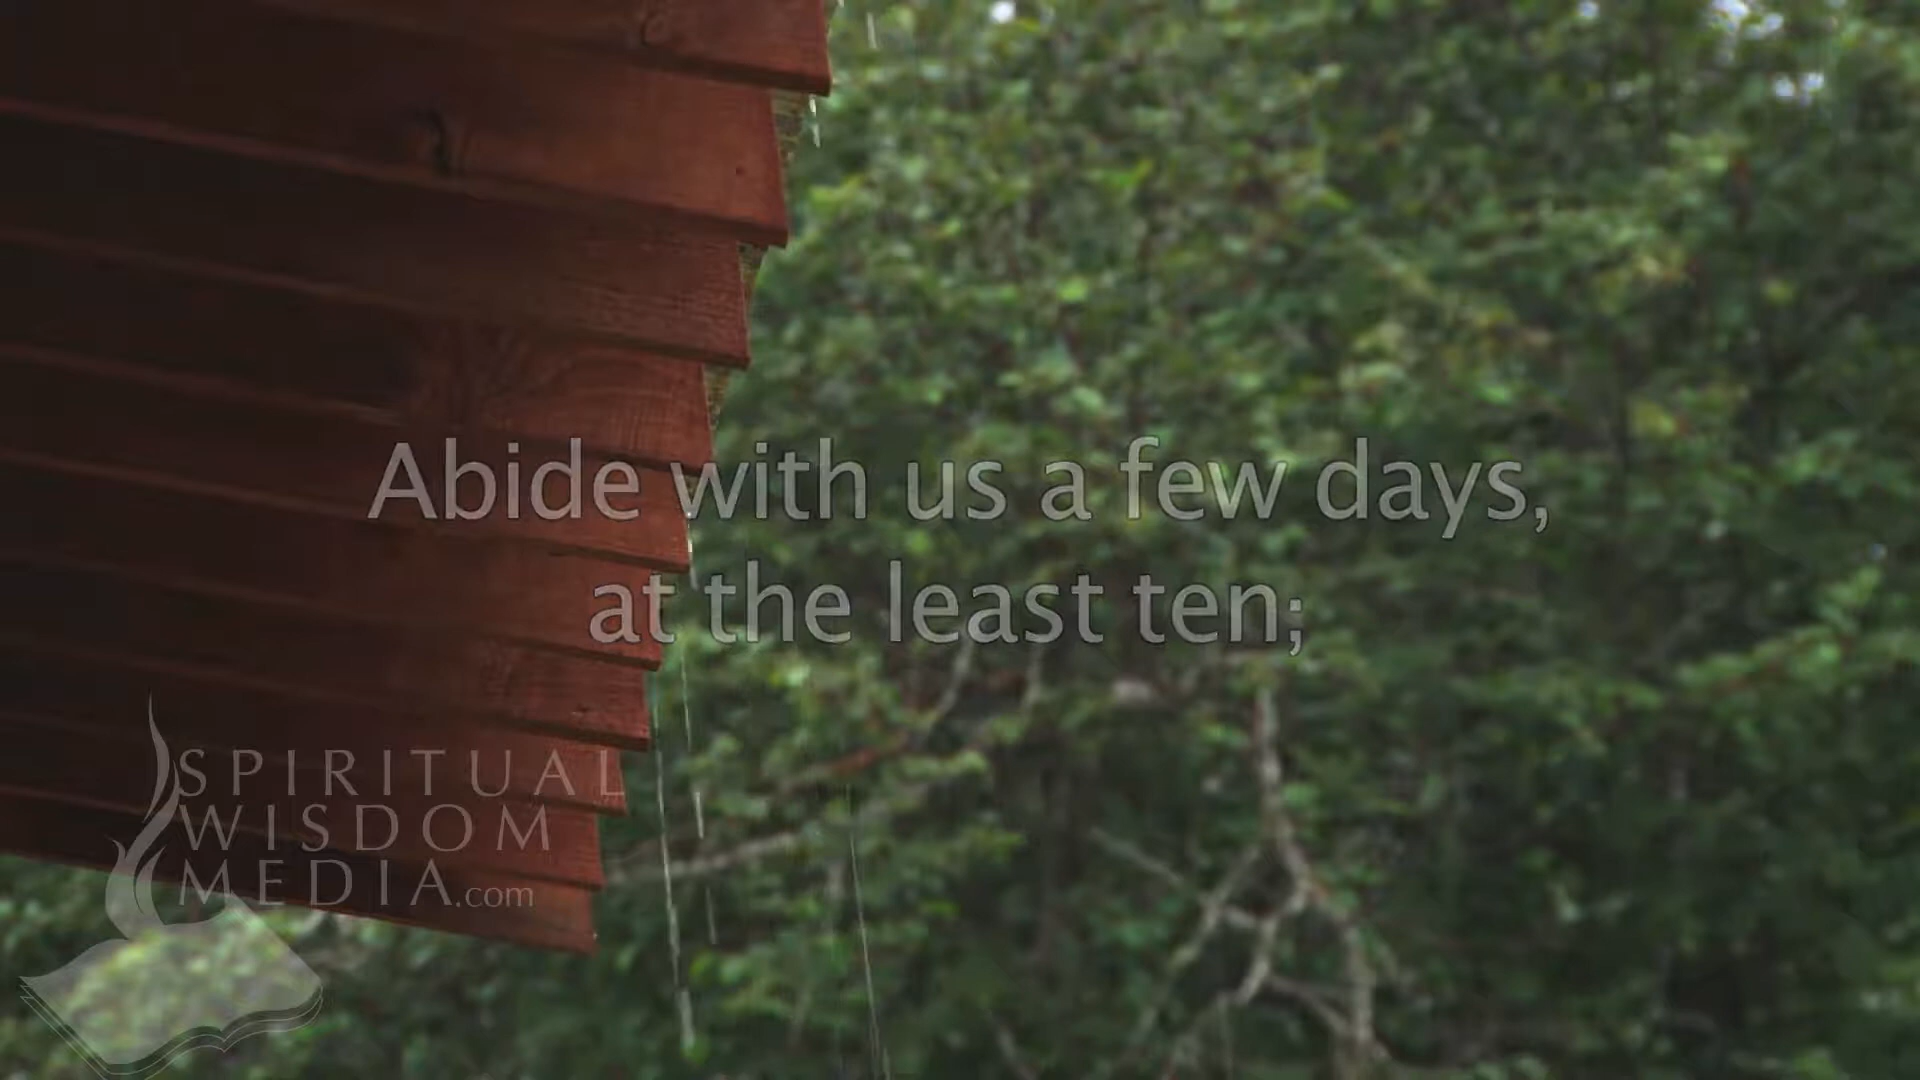 Abide with us a few days,
at the least ten;
SPIRITUAL
WISDOM
MEDIA.com